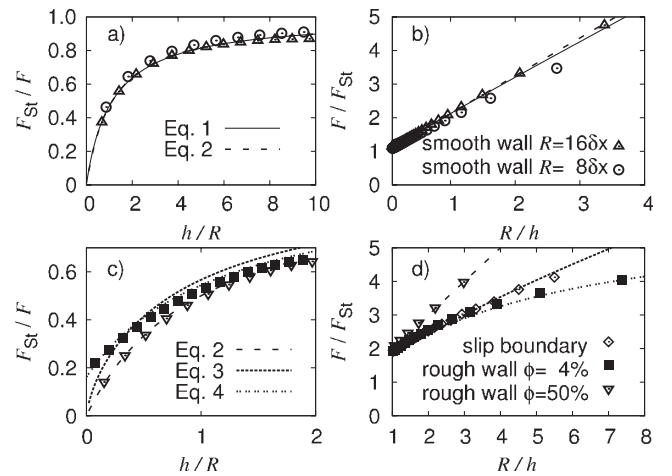 a)
F_St / F
1
0.8
0.6
0.4
0.2
0
0 2 4 6 8 10
h / R
Eq. 1
Eq. 2
b)
F / F_St
5
4
3
2
1
0
0 1 2 3
R / h
smooth wall R=16δx
smooth wall R= 8δx
c)
F_St / F
0.6
0.4
0.2
0
0 1 2
h / R
Eq. 2
Eq. 3
Eq. 4
d)
F / F_St
5
4
3
2
1
0
1 2 3 4 5 6 7 8
R / h
slip boundary
rough wall ϕ= 4%
rough wall ϕ=50%